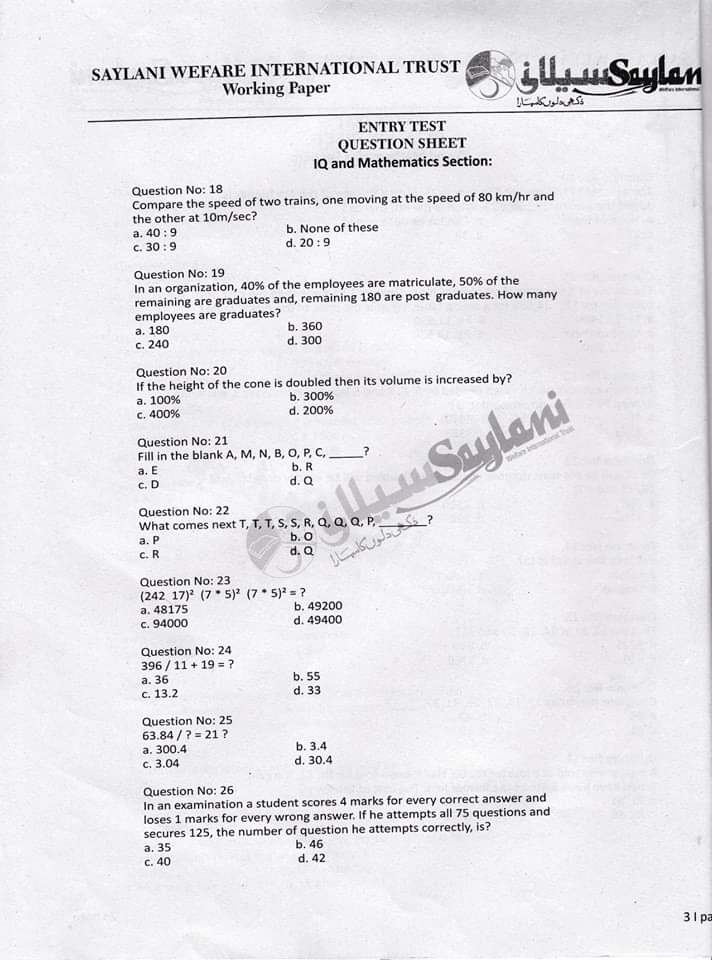 SAYLANI WEFARE INTERNATIONAL TRUST
Working Paper
سیلانی Saylani
Welfare International
دکھی دلوں کا سہارا
ENTRY TEST
QUESTION SHEET
IQ and Mathematics Section:
Question No: 18
Compare the speed of two trains, one moving at the speed of 80 km/hr and
the other at 10m/sec?
a. 40 : 9 b. None of these
c. 30 : 9 d. 20 : 9
Question No: 19
In an organization, 40% of the employees are matriculate, 50% of the
remaining are graduates and, remaining 180 are post graduates. How many
employees are graduates?
a. 180 b. 360
c. 240 d. 300
Question No: 20
If the height of the cone is doubled then its volume is increased by?
a. 100% b. 300%
c. 400% d. 200%
Question No: 21
Fill in the blank A, M, N, B, O, P, C, _____?
a. E b. R
c. D d. Q
سیلانی Saylani
Welfare International Trust
دکھی دلوں کا سہارا
Question No: 22
What comes next T, T, T, S, S, R, Q, Q, Q, P, _______?
a. P b. O
c. R d. Q
Question No: 23
(242 17)² (7 * 5)² (7 * 5)² = ?
a. 48175 b. 49200
c. 94000 d. 49400
Question No: 24
396 / 11 + 19 = ?
a. 36 b. 55
c. 13.2 d. 33
Question No: 25
63.84 / ? = 21 ?
a. 300.4 b. 3.4
c. 3.04 d. 30.4
Question No: 26
In an examination a student scores 4 marks for every correct answer and
loses 1 marks for every wrong answer. If he attempts all 75 questions and
secures 125, the number of question he attempts correctly, is?
a. 35 b. 46
c. 40 d. 42
3 l pa